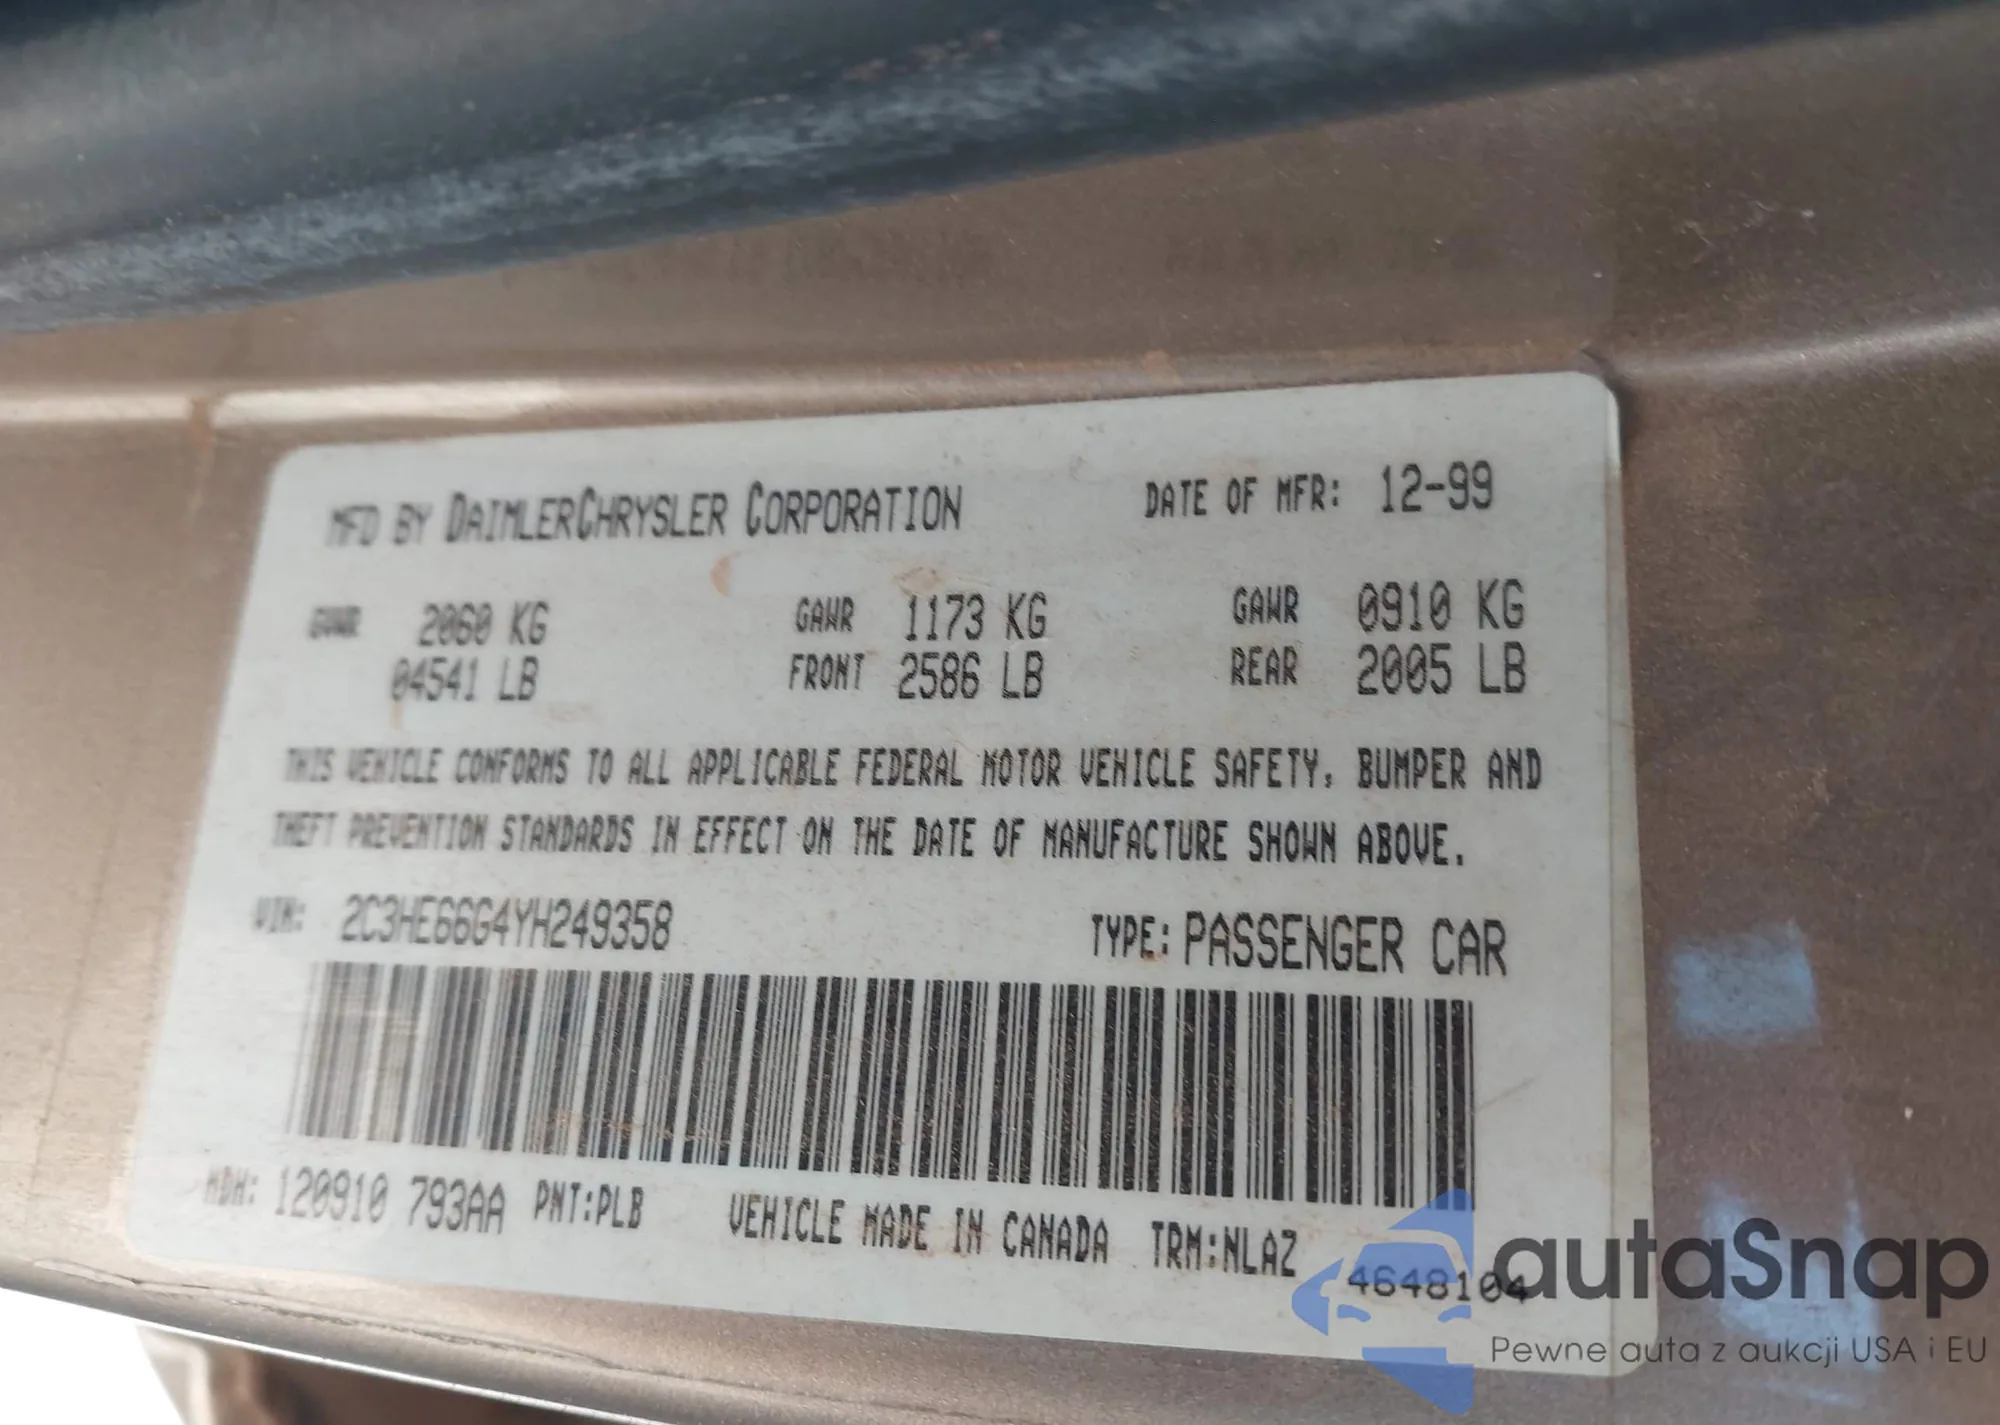 MFD BY DAIMLERCHRYSLER CORPORATION DATE OF MFR: 12-99
GVWR 2060 KG GAWR 1173 KG GAWR 0910 KG
04541 LB FRONT 2586 LB REAR 2005 LB
THIS VEHICLE CONFORMS TO ALL APPLICABLE FEDERAL MOTOR VEHICLE SAFETY, BUMPER AND
THEFT PREVENTION STANDARDS IN EFFECT ON THE DATE OF MANUFACTURE SHOWN ABOVE.
VIN: 2C3HE66G4YH249358 TYPE: PASSENGER CAR
MDH: 120910 793AA PNT:PLB VEHICLE MADE IN CANADA TRM:NLAZ
4648104
autaSnap
Pewne auta z aukcji USA i EU